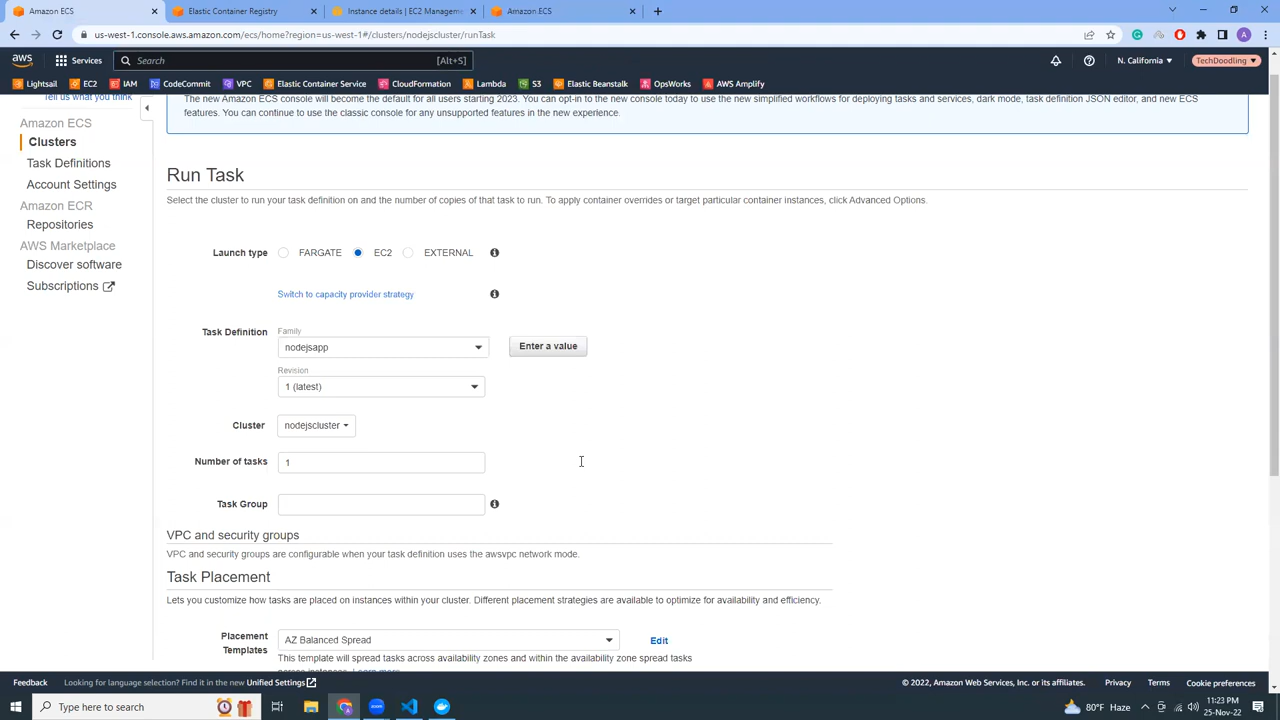 Amazon ECS
Elastic Container Registry
Instance details | EC2 Manageme
Amazon ECS
us-west-1.console.aws.amazon.com/ecs/home?region=us-west-1#/clusters/nodejscluster/runTask
aws
Services
Search
[Alt+S]
N. California
TechDoodling
Lightsail
EC2
IAM
CodeCommit
VPC
Elastic Container Service
CloudFormation
Lambda
S3
Elastic Beanstalk
OpsWorks
AWS Amplify
Tell us what you think
Amazon ECS
Clusters
Task Definitions
Account Settings
Amazon ECR
Repositories
AWS Marketplace
Discover software
Subscriptions
The new Amazon ECS console will become the default for all users starting 2023. You can opt-in to the new console today to use the new simplified workflows for deploying tasks and services, dark mode, task definition JSON editor, and new ECS
features. You can continue to use the classic console for any unsupported features in the new experience.
Run Task
Select the cluster to run your task definition on and the number of copies of that task to run. To apply container overrides or target particular container instances, click Advanced Options.
Launch type
FARGATE
EC2
EXTERNAL
Switch to capacity provider strategy
Task Definition
Family
nodejsapp
Enter a value
Revision
1 (latest)
Cluster
nodejscluster
Number of tasks
1
Task Group
VPC and security groups
VPC and security groups are configurable when your task definition uses the awsvpc network mode.
Task Placement
Lets you customize how tasks are placed on instances within your cluster. Different placement strategies are available to optimize for availability and efficiency.
Placement
Templates
AZ Balanced Spread
Edit
This template will spread tasks across availability zones and within the availability zone spread tasks
across instances. Learn more
Feedback
Looking for language selection? Find it in the new Unified Settings
© 2022, Amazon Web Services, Inc. or its affiliates.
Privacy
Terms
Cookie preferences
Type here to search
80°F Haze
11:23 PM
25-Nov-22